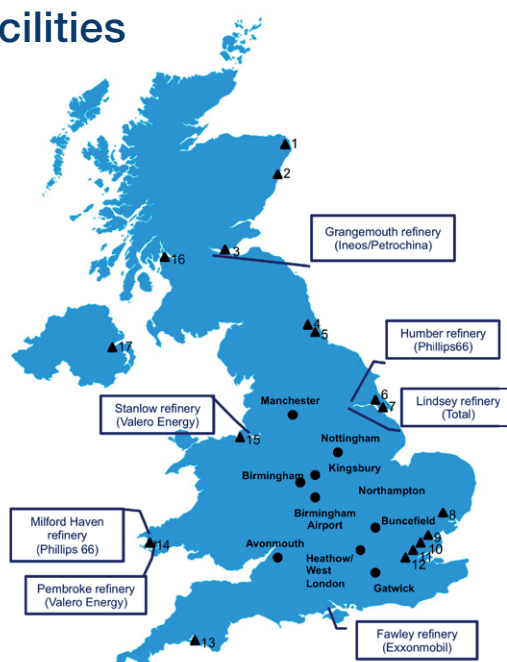 cilities
1
2
3
Grangemouth refinery
(Ineos/Petrochina)
16
4
5
17
Humber refinery
(Phillips66)
6
7
Lindsey refinery
(Total)
Stanlow refinery
(Valero Energy)
Manchester
15
Nottingham
Kingsbury
Birmingham
Northampton
Birmingham
Airport
8
Buncefield
9
10
11
12
Milford Haven
refinery
(Phillips 66)
14
Avonmouth
Heathow/
West
London
Gatwick
Pembroke refinery
(Valero Energy)
13
Fawley refinery
(Exxonmobil)